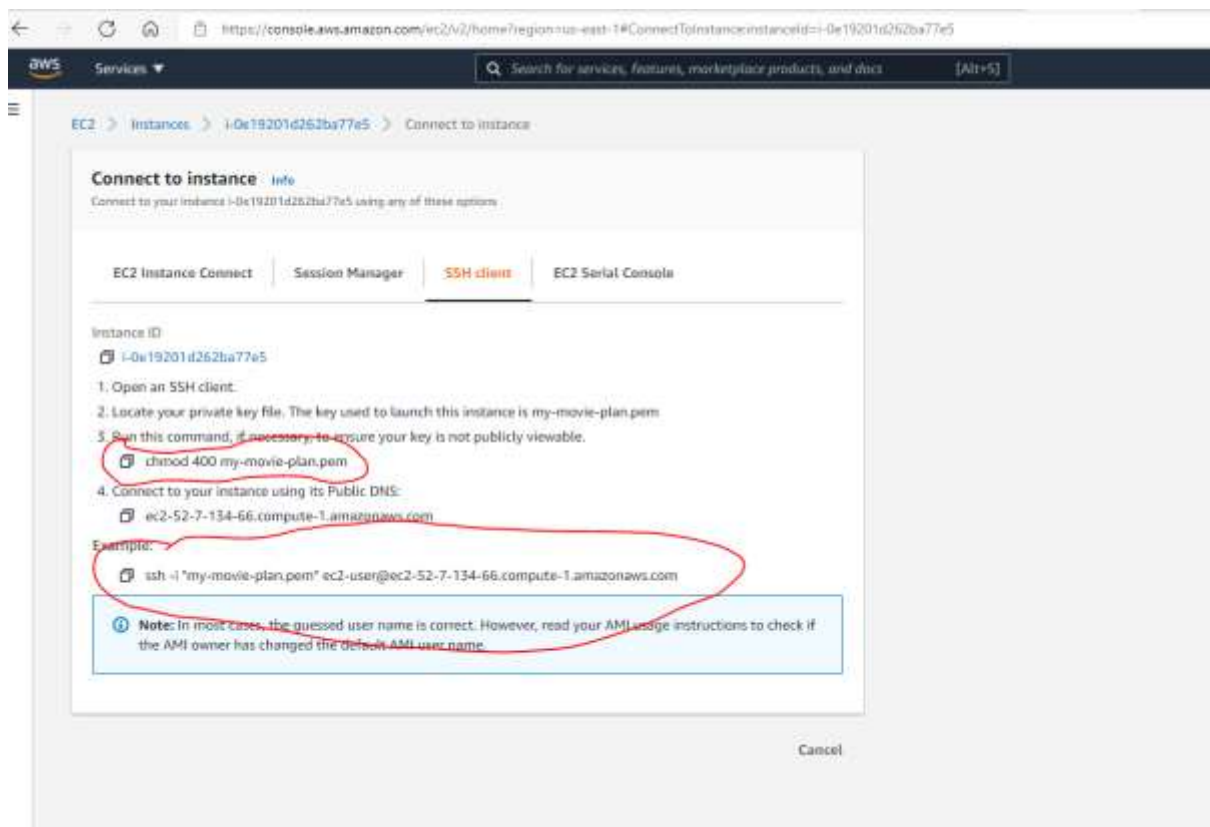 https://console.aws.amazon.com/ec2/v2/home?region=us-east-1#ConnectToInstance:instanceId=i-0e19201d262ba77e5
aws Services Search for services, features, marketplace products, and docs [Alt+S]
EC2 > Instances > i-0e19201d262ba77e5 > Connect to instance
Connect to instance Info
Connect to your instance i-0e19201d262ba77e5 using any of these options
EC2 Instance Connect Session Manager SSH client EC2 Serial Console
Instance ID
i-0e19201d262ba77e5
1. Open an SSH client.
2. Locate your private key file. The key used to launch this instance is my-movie-plan.pem
3. Run this command, if necessary, to ensure your key is not publicly viewable.
chmod 400 my-movie-plan.pem
4. Connect to your instance using its Public DNS:
ec2-52-7-134-66.compute-1.amazonaws.com
Example:
ssh -i "my-movie-plan.pem" ec2-user@ec2-52-7-134-66.compute-1.amazonaws.com
Note: In most cases, the guessed user name is correct. However, read your AMI usage instructions to check if
the AMI owner has changed the default AMI user name.
Cancel